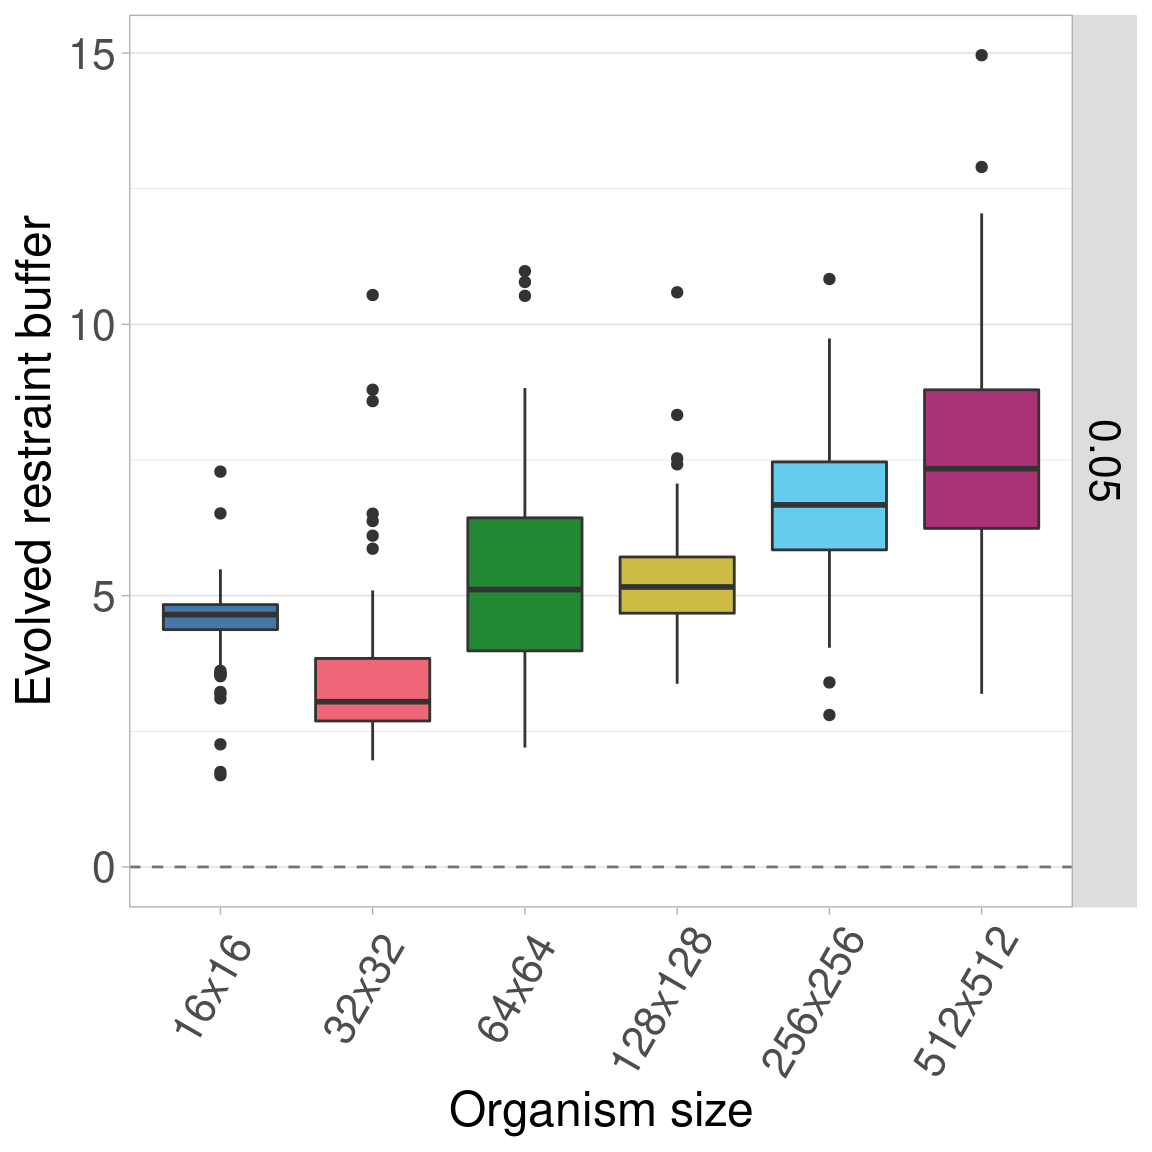 15
10
5
0
Evolved restraint buffer
0.05
16x16
32x32
64x64
128x128
256x256
512x512
Organism size